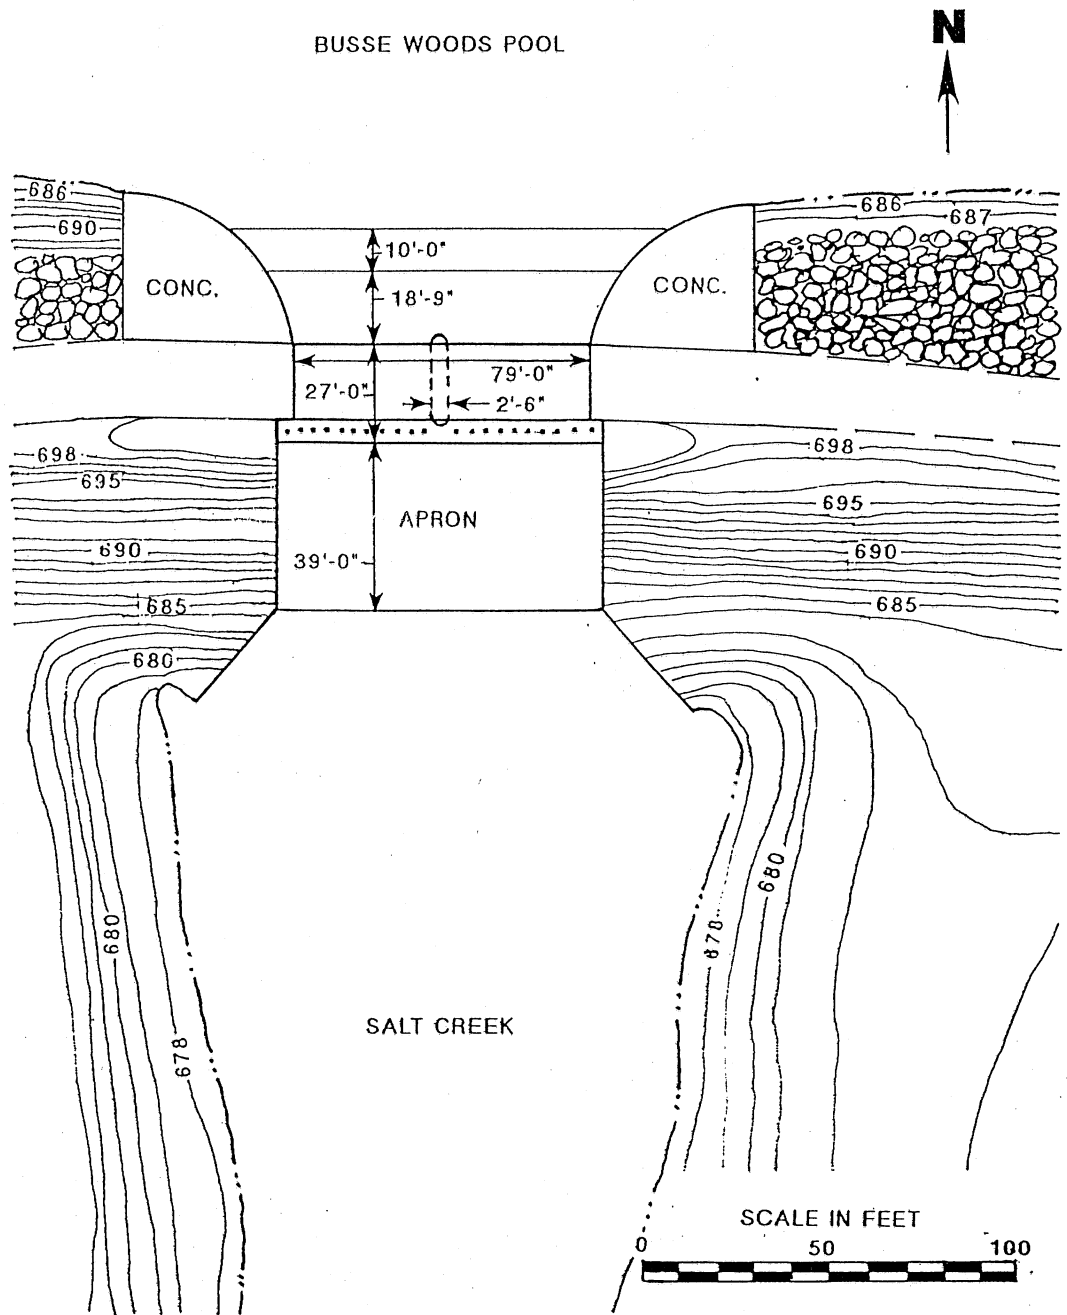 N
BUSSE WOODS POOL
686
690
686
687
10'-0"
CONC.
18'-9"
CONC.
79'-0"
27'-0"
2'-6"
698
695
698
695
APRON
690
690
39'-0"
685
685
680
680
678
680
678
SALT CREEK
SCALE IN FEET
0 50 100